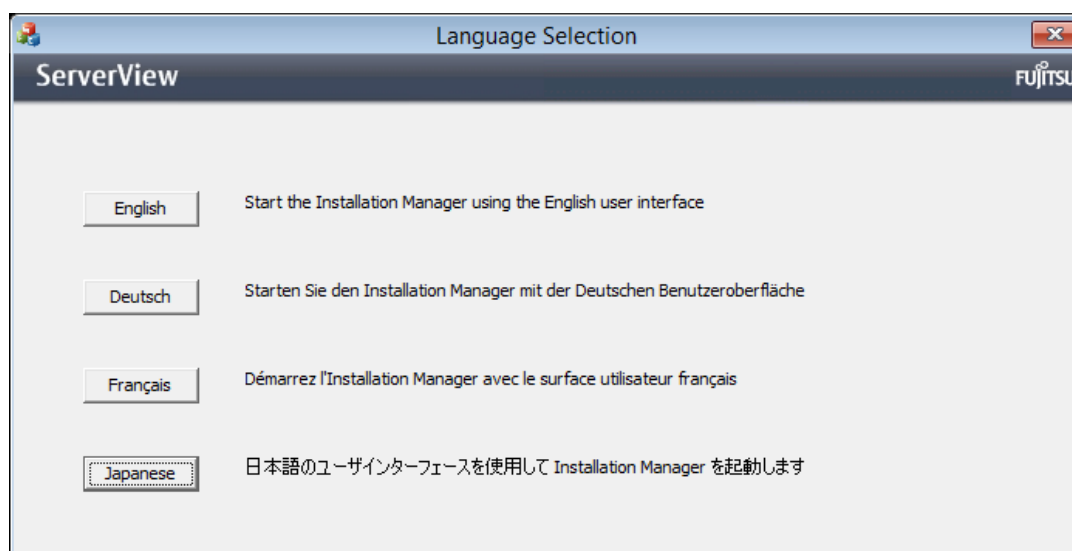 Language Selection
ServerView FUJITSU
English Start the Installation Manager using the English user interface
Deutsch Starten Sie den Installation Manager mit der Deutschen Benutzeroberfläche
Français Démarrez l'Installation Manager avec le surface utilisateur français
Japanese 日本語のユーザインターフェースを使用して Installation Manager を起動します